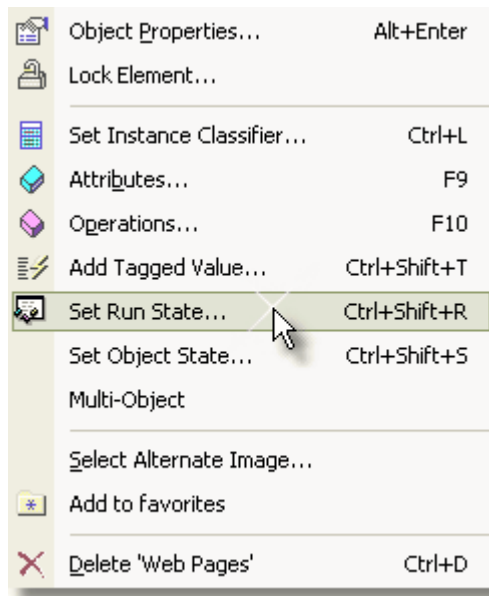 Object Properties... Alt+Enter
Lock Element...
Set Instance Classifier... Ctrl+L
Attributes... F9
Operations... F10
Add Tagged Value... Ctrl+Shift+T
Set Run State... Ctrl+Shift+R
Set Object State... Ctrl+Shift+S
Multi-Object
Select Alternate Image...
Add to favorites
Delete 'Web Pages' Ctrl+D